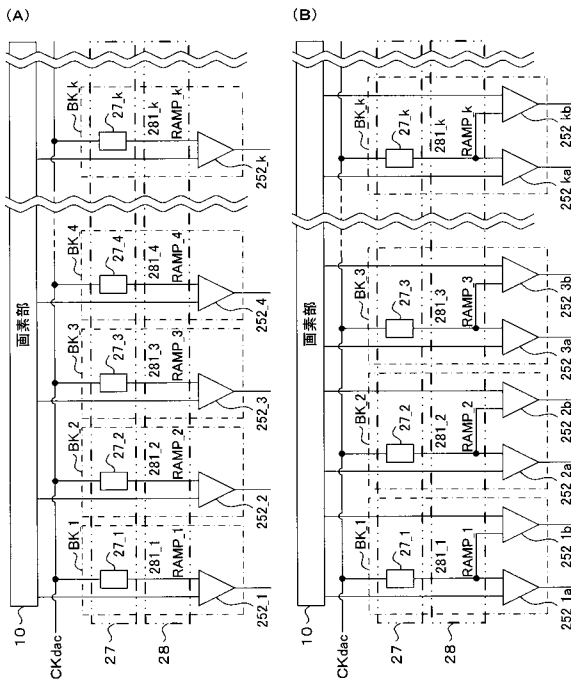 (A)
10
画素部
CKdac
27
28
BK_1
27_1
281_1
RAMP_1
252_1
BK_2
27_2
281_2
RAMP_2
252_2
BK_3
27_3
281_3
RAMP_3
252_3
BK_4
27_4
281_4
RAMP_4
252_4
BK_k
27_k
281_k
RAMP_k
252_k
(B)
10
画素部
CKdac
27
28
BK_1
27_1
281_1
RAMP_1
252_1a
252_1b
BK_2
27_2
281_2
RAMP_2
252_2a
252_2b
BK_3
27_3
281_3
RAMP_3
252_3a
252_3b
BK_k
27_k
281_k
RAMP_k
252_ka
252_kb